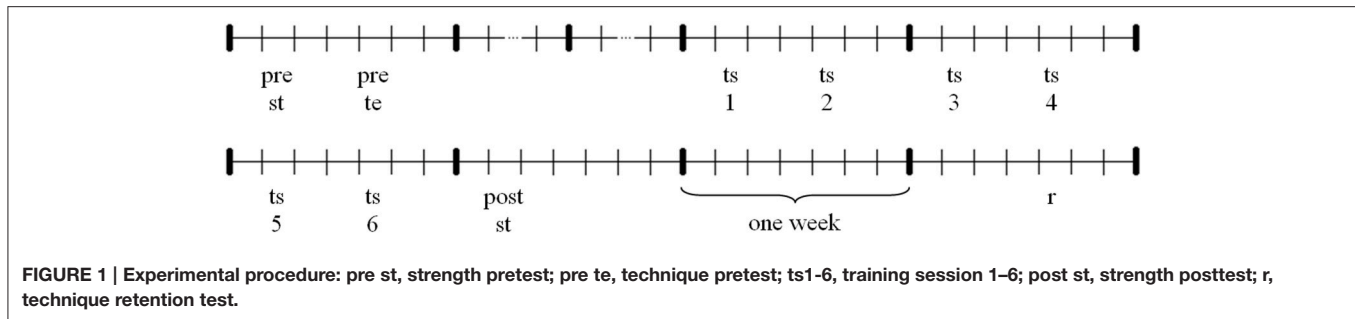 ... ...
pre pre ts ts ts ts
st te 1 2 3 4
ts ts post one week r
5 6 st
FIGURE 1 | Experimental procedure: pre st, strength pretest; pre te, technique pretest; ts1-6, training session 1–6; post st, strength posttest; r,
technique retention test.